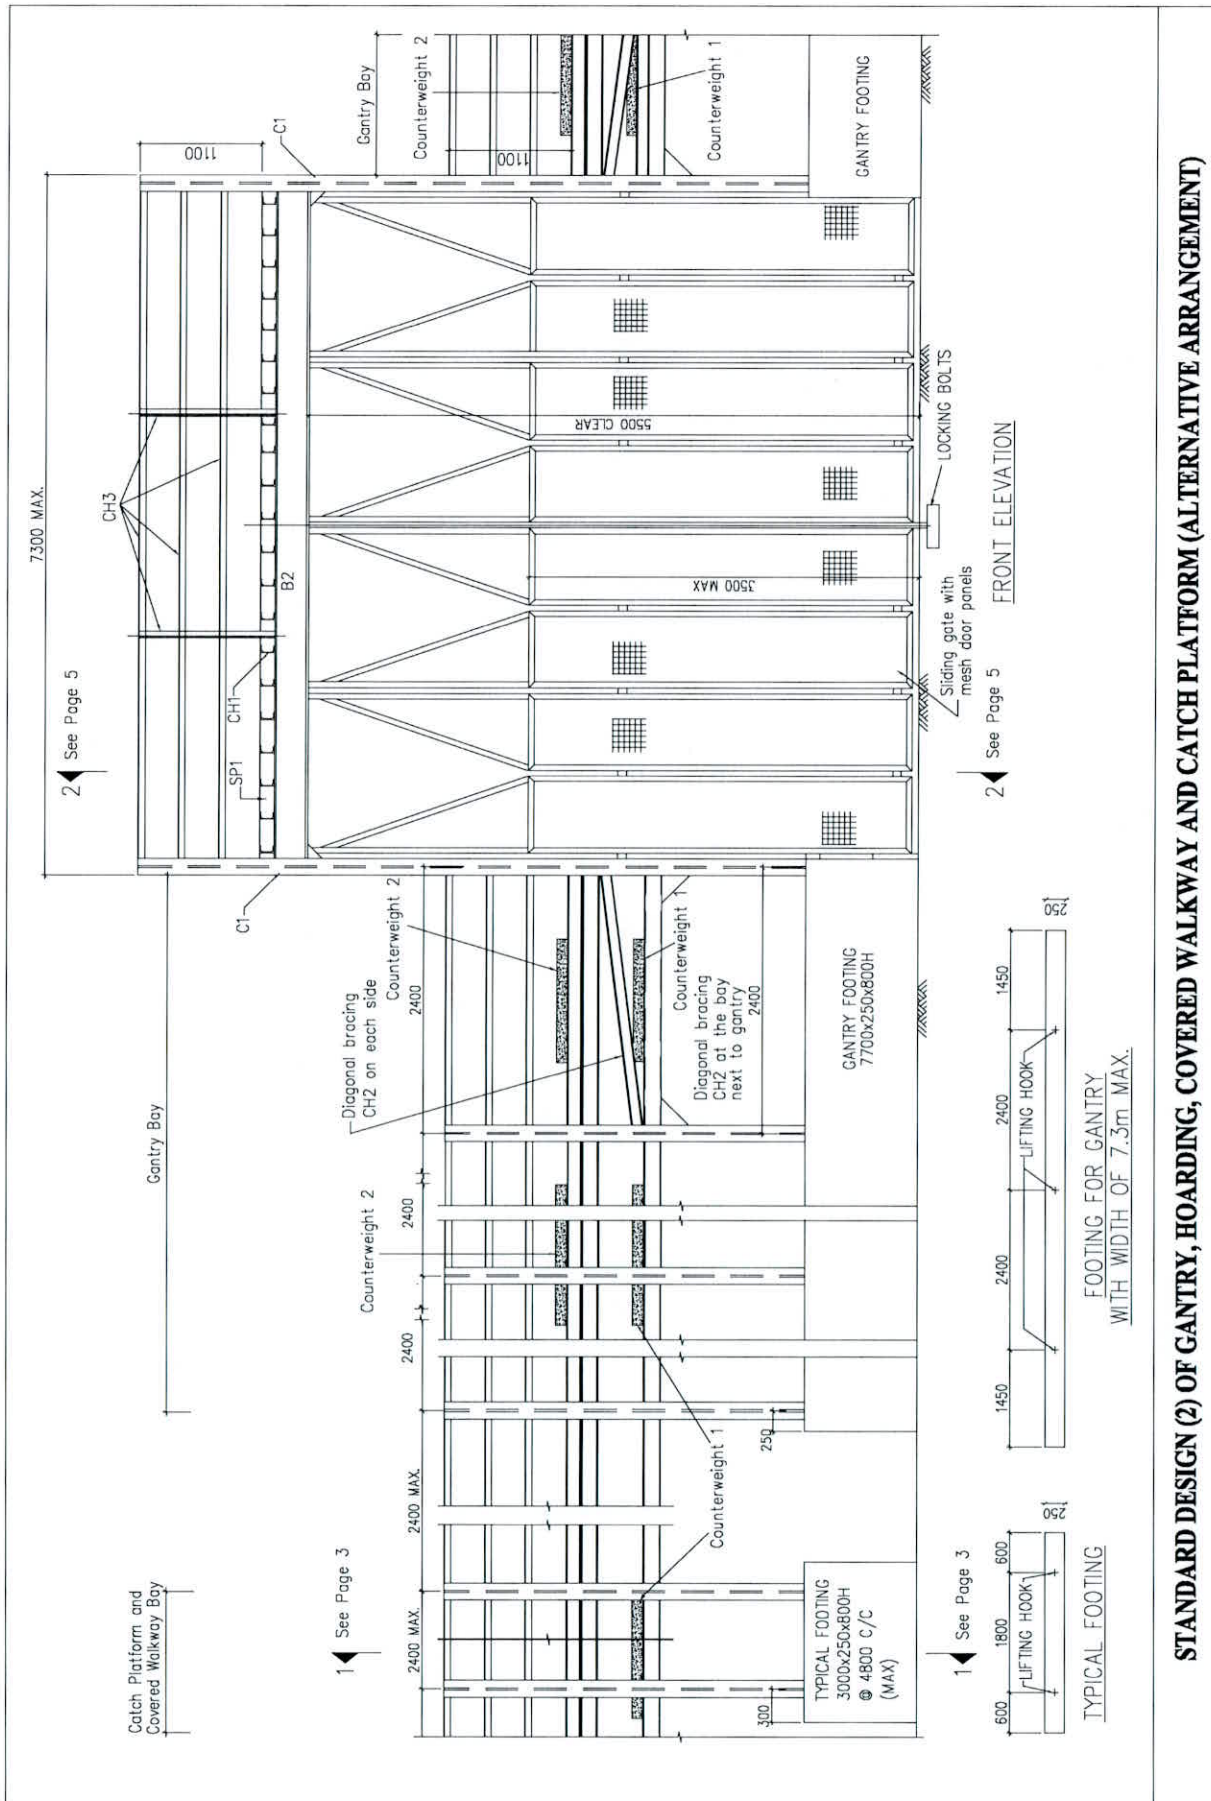 Catch Platform and
Covered Walkway Bay
Gantry Bay
7300 MAX.
1100
C1
Gantry Bay
Counterweight 2
1100
Counterweight 1
GANTRY FOOTING
2
See Page 5
CH3
SP1
CH1
B2
C1
5500 CLEAR
3500 MAX
1
See Page 3
2400 MAX.
2400 MAX.
2400
Counterweight 2
2400
Diagonal bracing
CH2 on each side
2400
Counterweight 2
Counterweight 1
Counterweight 1
Diagonal bracing
CH2 at the bay
next to gantry
2400
300
250
TYPICAL FOOTING
3000x250x800H
@ 4800 C/C
(MAX)
GANTRY FOOTING
7700x250x800H
Sliding gate with
mesh door panels
LOCKING BOLTS
1
See Page 3
2
See Page 5
FRONT ELEVATION
600
1800
600
250
LIFTING HOOK
TYPICAL FOOTING
1450
2400
2400
1450
250
LIFTING HOOK
FOOTING FOR GANTRY
WITH WIDTH OF 7.3m MAX.
STANDARD DESIGN (2) OF GANTRY, HOARDING, COVERED WALKWAY AND CATCH PLATFORM (ALTERNATIVE ARRANGEMENT)